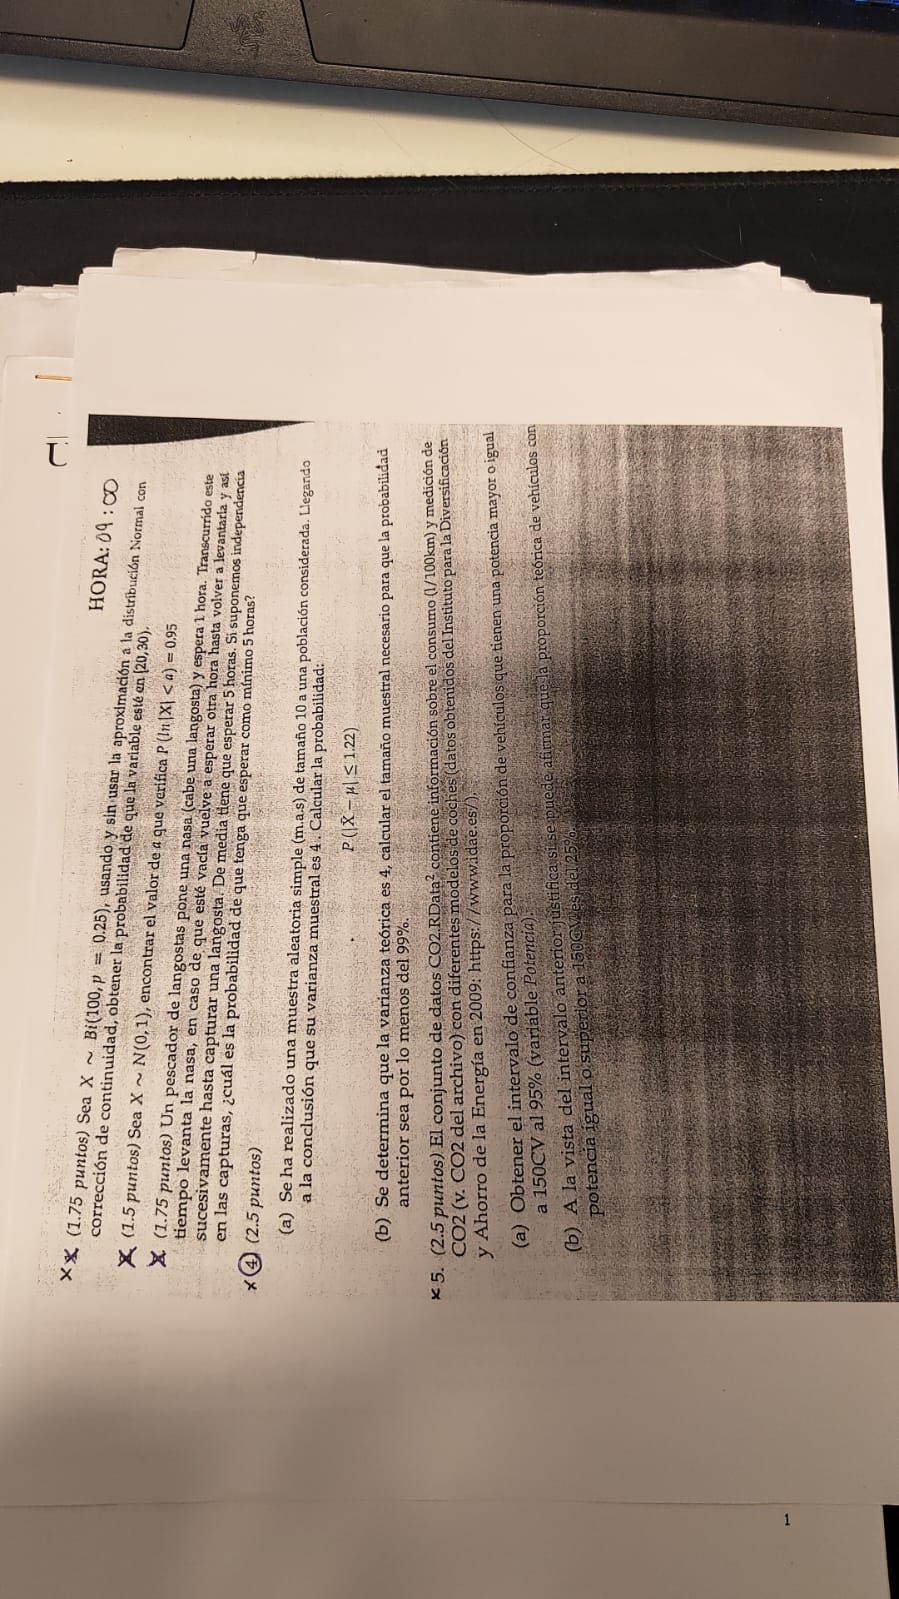 U
HORA: 09:00
(1.75 puntos) Sea X ~ Bi(100, p = 0.25), usando y sin usar la aproximación a la distribución Normal con
corrección de continuidad, obtener la probabilidad de que la variable esté en [20,30).
(1.5 puntos) Sea X ~ N(0,1), encontrar el valor de a que verifica P(ln|X| < a) = 0.95
(1.75 puntos) Un pescador de langostas pone una nasa (cabe una langosta) y espera 1 hora. Transcurrido este
tiempo levanta la nasa, en caso de que esté vacía vuelve a esperar otra hora hasta volver a levantarla y así
sucesivamente hasta capturar una langosta. De media tiene que esperar 5 horas. Si suponemos independencia
en las capturas, ¿cuál es la probabilidad de que tenga que esperar como mínimo 5 horas?
4 (2.5 puntos)
(a) Se ha realizado una muestra aleatoria simple (m.a.s) de tamaño 10 a una población considerada. Llegando
a la conclusión que su varianza muestral es 4 . Calcular la probabilidad:
P(|X̄ − μ| ≤ 1.22)
(b) Se determina que la varianza teórica es 4, calcular el tamaño muestral necesario para que la probabilidad
anterior sea por lo menos del 99%.
5. (2.5 puntos) El conjunto de datos CO2.RData² contiene información sobre el consumo (l/100km) y medición de
CO2 (v. CO2 del archivo) con diferentes modelos de coches (datos obtenidos del Instituto para la Diversificación
y Ahorro de la Energía en 2009: https://www.idae.es/).
(a) Obtener el intervalo de confianza para la proporción de vehículos que tienen una potencia mayor o igual
a 150CV al 95% (variable Potencia).
(b) A la vista del intervalo anterior, justifica si se puede afirmar que la proporción teórica de vehículos con
potencia igual o superior a 150CV es del 25%.
1